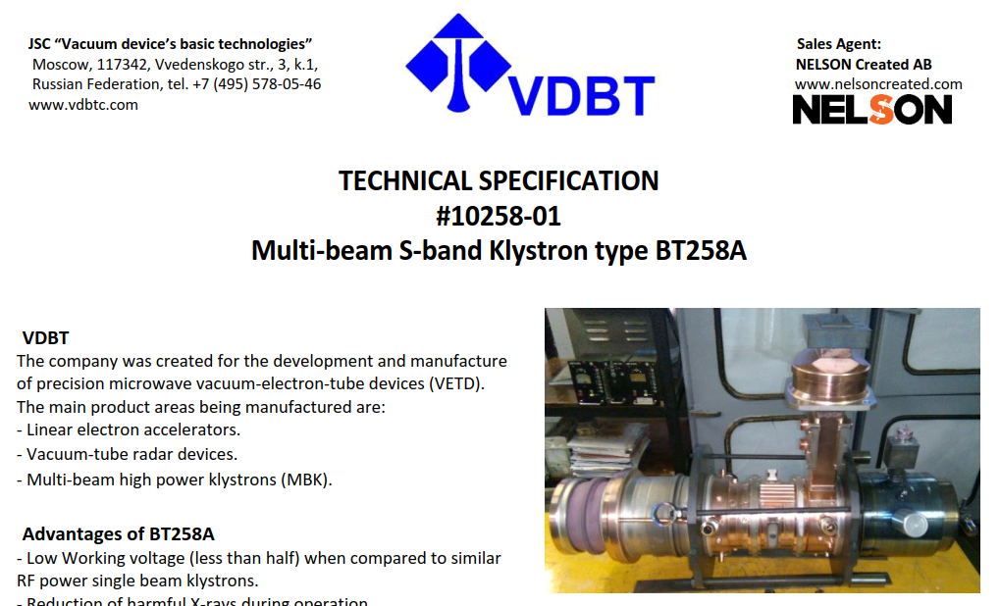 JSC “Vacuum device’s basic technologies”
Moscow, 117342, Vvedenskogo str., 3, k.1,
Russian Federation, tel. +7 (495) 578-05-46
www.vdbtc.com
VDBT
Sales Agent:
NELSON Created AB
www.nelsoncreated.com
NELSON
TECHNICAL SPECIFICATION
#10258-01
Multi-beam S-band Klystron type BT258A
VDBT
The company was created for the development and manufacture
of precision microwave vacuum-electron-tube devices (VETD).
The main product areas being manufactured are:
- Linear electron accelerators.
- Vacuum-tube radar devices.
- Multi-beam high power klystrons (MBK).
Advantages of BT258A
- Low Working voltage (less than half) when compared to similar
RF power single beam klystrons.
- Reduction of harmful X-rays during operation